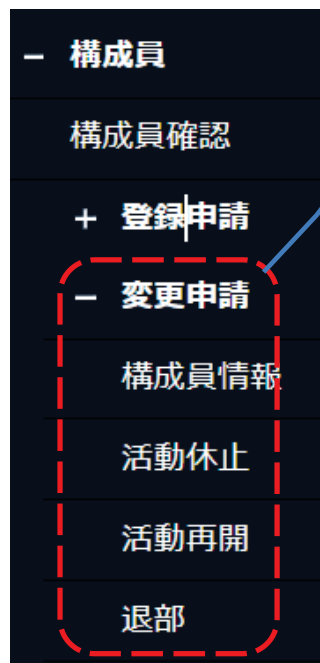 − 構成員
構成員確認
+ 登録申請
− 変更申請
構成員情報
活動休止
活動再開
退部